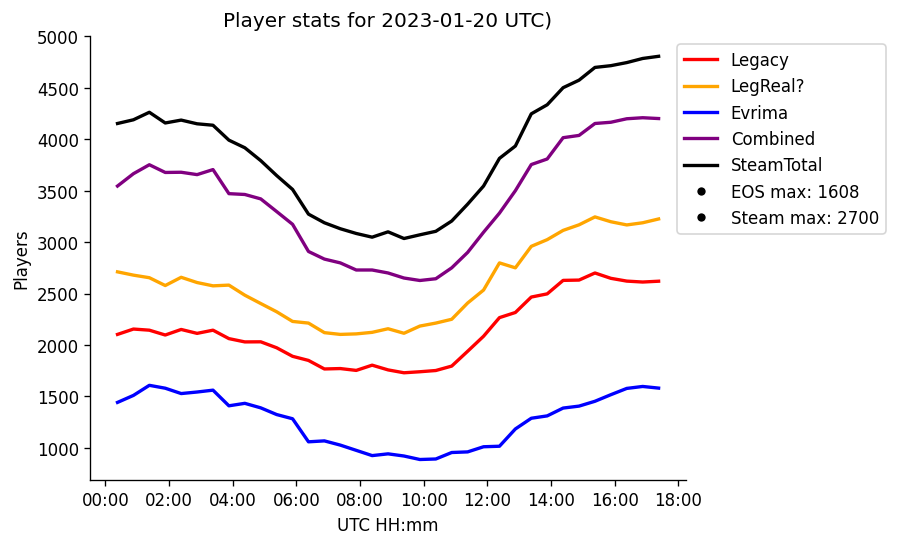 Player stats for 2023-01-20 UTC)
Players
5000
4500
4000
3500
3000
2500
2000
1500
1000
00:00 02:00 04:00 06:00 08:00 10:00 12:00 14:00 16:00 18:00
UTC HH:mm
Legacy
LegReal?
Evrima
Combined
SteamTotal
EOS max: 1608
Steam max: 2700